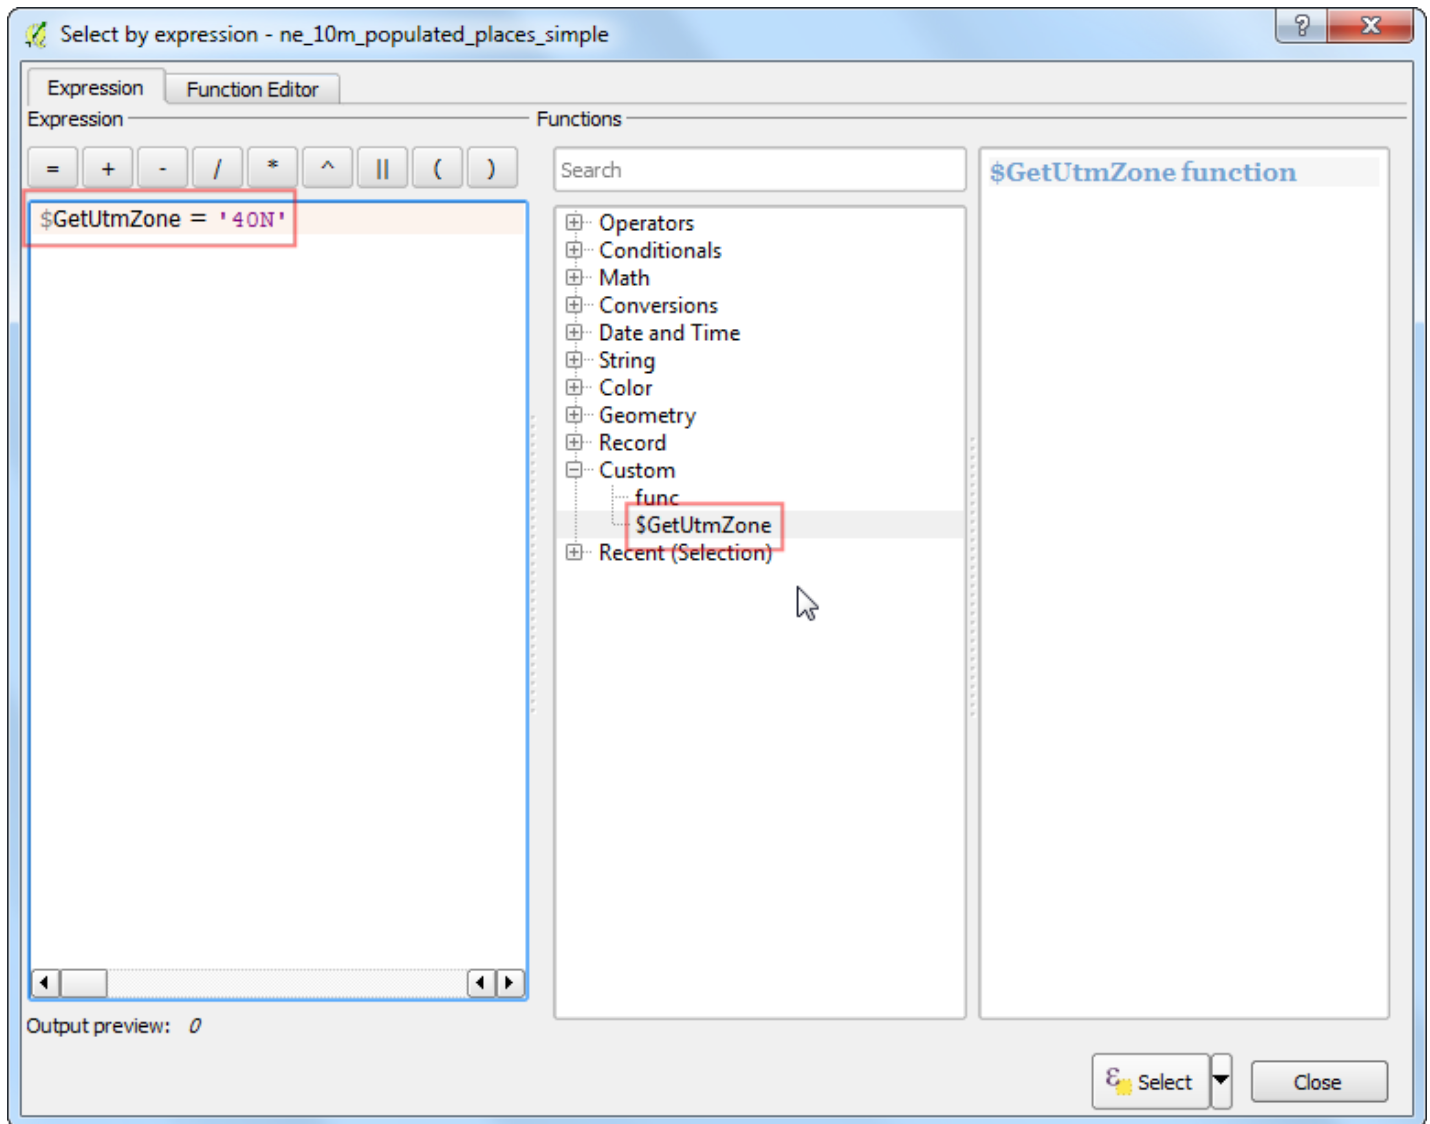 Select by expression - ne_10m_populated_places_simple
? X
Expression Function Editor
Expression Functions
= + - / * ^ || ( )
Search
$GetUtmZone function
$GetUtmZone = '40N'
Operators
Conditionals
Math
Conversions
Date and Time
String
Color
Geometry
Record
Custom
func
$GetUtmZone
Recent (Selection)
Output preview: 0
ε Select Close